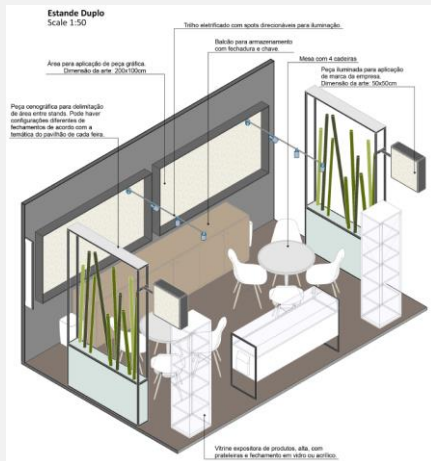 Estande Duplo
Scale 1:50
Trilho eletrificado com spots direcionáveis para iluminação.
Balcão para armazenamento
com fechadura e chave.
Área para aplicação de peça gráfica.
Dimensão da arte: 200x100cm
Mesa com 4 cadeiras
Peça iluminada para aplicação
de marca da empresa.
Dimensão da arte: 50x50cm
Peça cenográfica para delimitação
de área entre stands. Pode haver
configurações diferentes de
fechamentos de acordo com a
temática do pavilhão de cada feira.
Vitrine expositora de produtos, alta, com
prateleiras e fechamento em vidro ou acrílico.